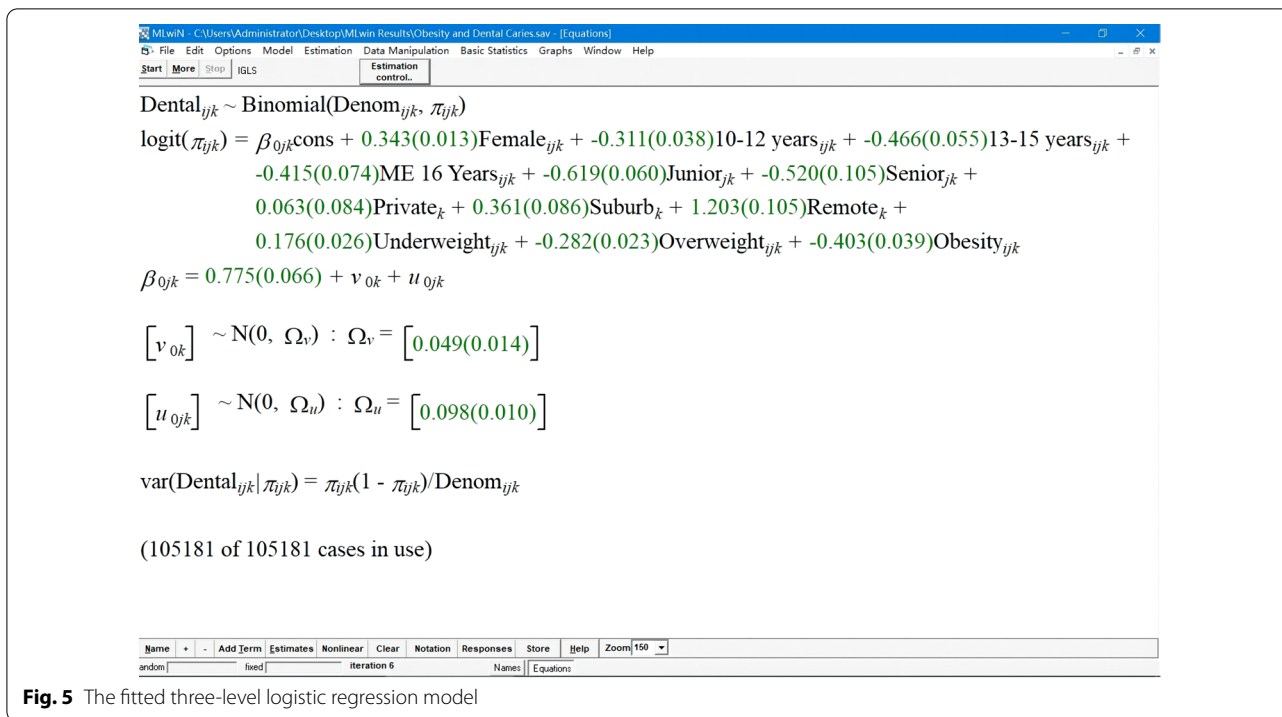 MLwiN - C:\Users\Administrator\Desktop\MLwin Results\Obesity and Dental Caries.sav - [Equations]
File Edit Options Model Estimation Data Manipulation Basic Statistics Graphs Window Help
Start More Stop IGLS Estimation control..
Dental_ijk ~ Binomial(Denom_ijk, π_ijk)
logit(π_ijk) = β_0jk cons + 0.343(0.013)Female_ijk + -0.311(0.038)10-12 years_ijk + -0.466(0.055)13-15 years_ijk +
-0.415(0.074)ME 16 Years_ijk + -0.619(0.060)Junior_jk + -0.520(0.105)Senior_jk +
0.063(0.084)Private_k + 0.361(0.086)Suburb_k + 1.203(0.105)Remote_k +
0.176(0.026)Underweight_ijk + -0.282(0.023)Overweight_ijk + -0.403(0.039)Obesity_ijk
β_0jk = 0.775(0.066) + v_0k + u_0jk
[v_0k] ~ N(0, Ω_v) : Ω_v = [0.049(0.014)]
[u_0jk] ~ N(0, Ω_u) : Ω_u = [0.098(0.010)]
var(Dental_ijk|π_ijk) = π_ijk(1 - π_ijk)/Denom_ijk
(105181 of 105181 cases in use)
Name + - Add Term Estimates Nonlinear Clear Notation Responses Store Help Zoom 150
andom fixed iteration 6 Names Equations
Fig. 5 The fitted three-level logistic regression model